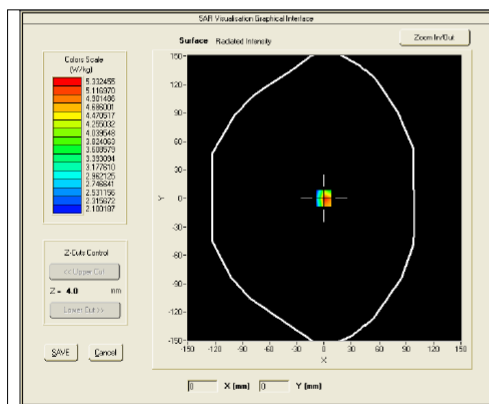 SAR Visualisation Graphical Interface
Surface Radiated Intensity
Zoom In/Out
Colors Scale
(W/kg)
5.332455
5.116970
4.901486
4.686001
4.470517
4.255032
4.039548
3.824063
3.608579
3.393094
3.177610
2.962125
2.746641
2.531156
2.315672
2.100187
150
120
90
60
30
0
-30
-60
-90
-120
-150
Y
-150 -120 -90 -60 -30 0 30 60 90 120 150
X
Z-Cuts Control
<< Upper Cut
Z = 4.0 mm
Lower Cut >>
SAVE Cancel
0 X (mm) 0 Y (mm)